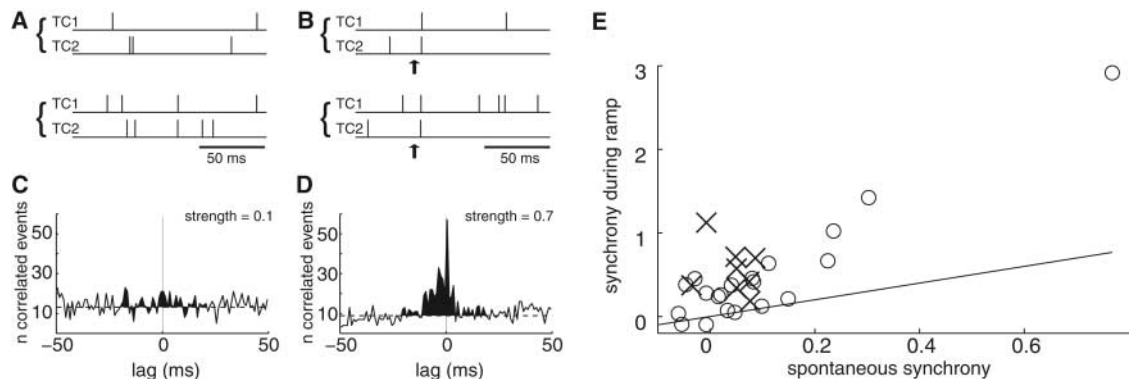 A
TC1
TC2
TC1
TC2
50 ms
B
TC1
TC2
TC1
TC2
50 ms
C
strength = 0.1
n correlated events
50
30
10
−50
0
50
lag (ms)
D
strength = 0.7
n correlated events
50
30
10
−50
0
50
lag (ms)
E
synchrony during ramp
3
2
1
0
0
0.2
0.4
0.6
spontaneous synchrony